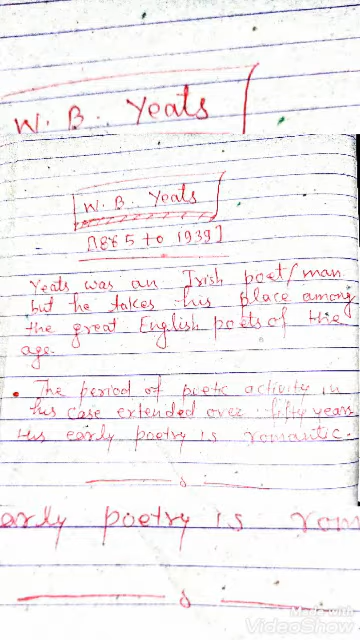 W. B. Yeats
W. B. Yeats
[1865 to 1939]
Yeats was an Irish poet/man
but he takes his place among
the great English poets of the
age.
• The period of poetic activity in
his case extended over fifty years
His early poetry is romantic.
early poetry is rom
Made with
VideoShow